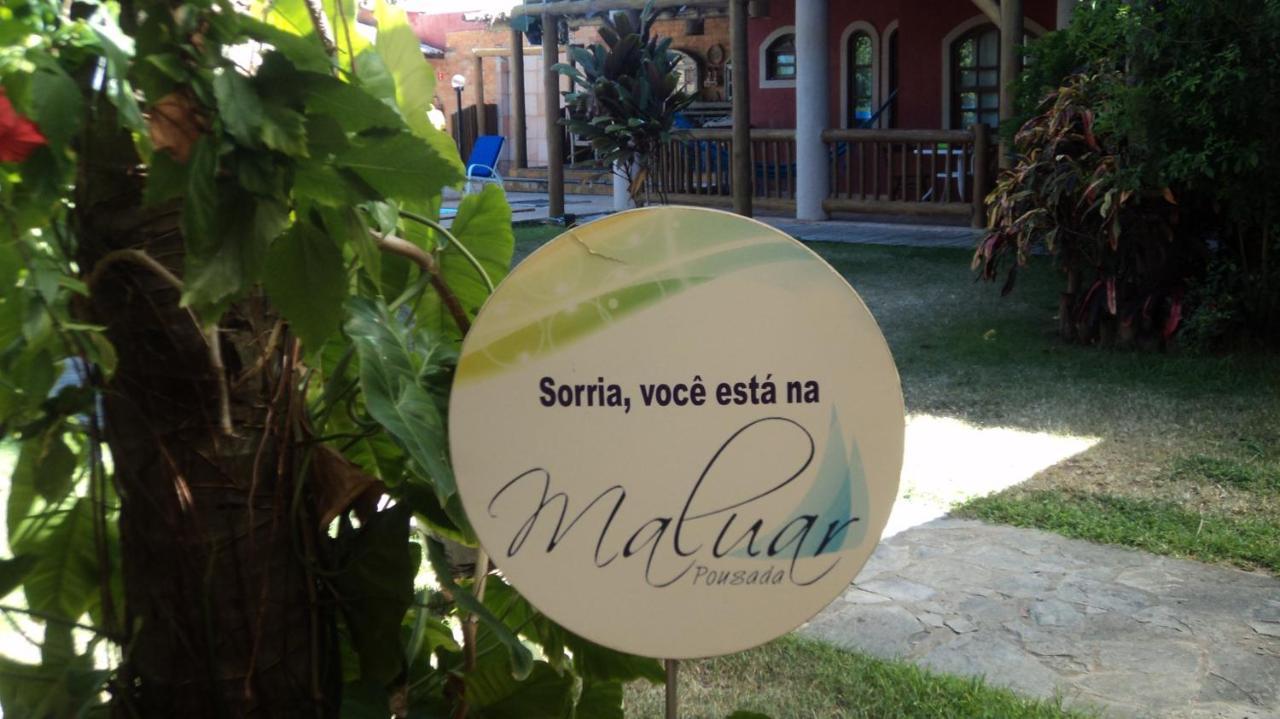 Sorria, você está na
Maluar
Pousada